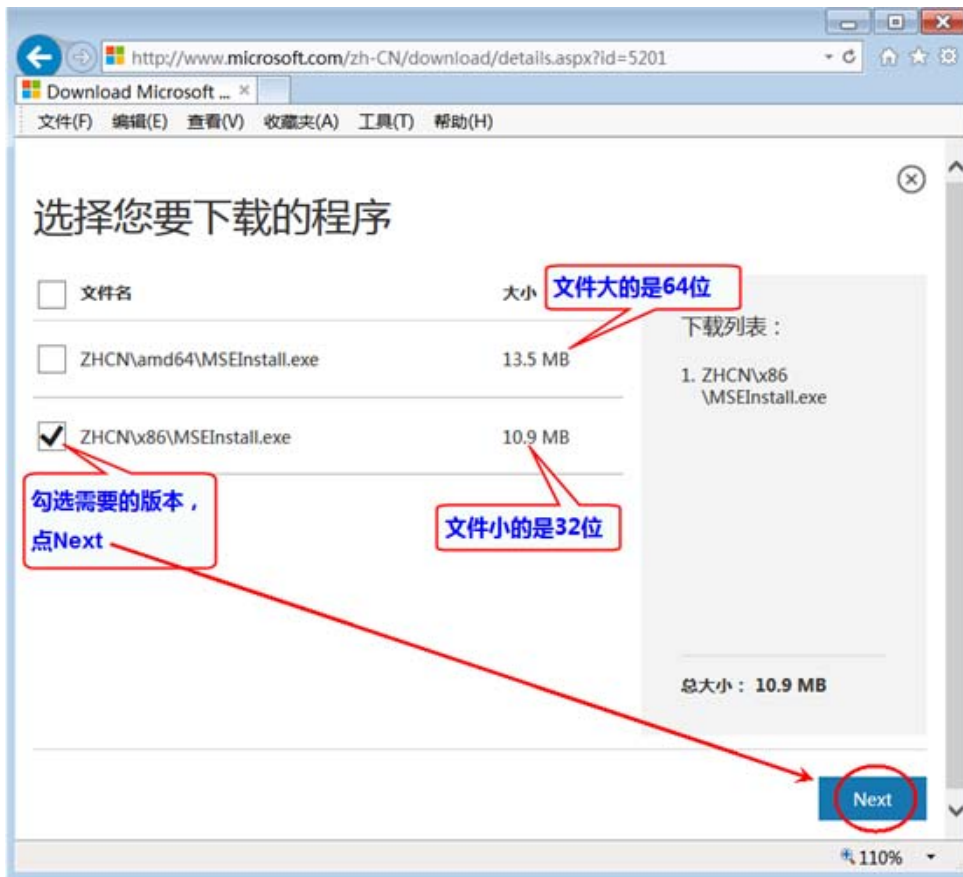 http://www.microsoft.com/zh-CN/download/details.aspx?id=5201
Download Microsoft ...
文件(F) 编辑(E) 查看(V) 收藏夹(A) 工具(T) 帮助(H)
选择您要下载的程序
文件名 大小
文件大的是64位
ZHCN\amd64\MSEInstall.exe 13.5 MB
ZHCN\x86\MSEInstall.exe 10.9 MB
勾选需要的版本，
点Next
文件小的是32位
下载列表：
1. ZHCN\x86
\MSEInstall.exe
总大小： 10.9 MB
Next
110%